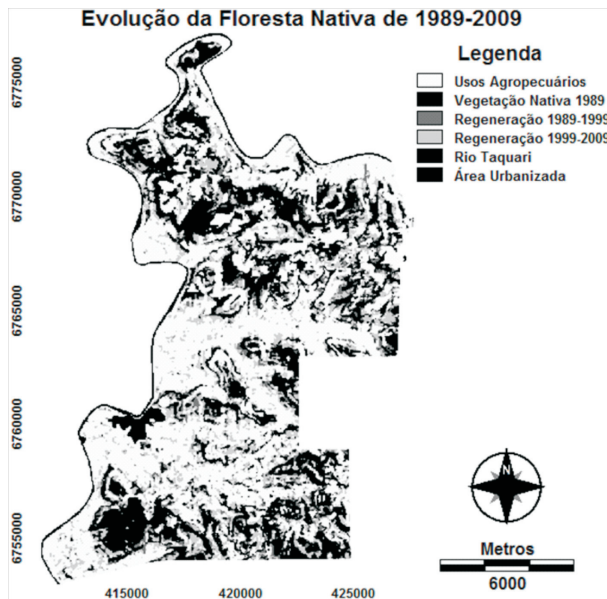 Evolução da Floresta Nativa de 1989-2009
Legenda
Usos Agropecuários
Vegetação Nativa 1989
Regeneração 1989-1999
Regeneração 1999-2009
Rio Taquari
Área Urbanizada
6775000
6770000
6765000
6760000
6755000
415000
420000
425000
N
Metros
6000